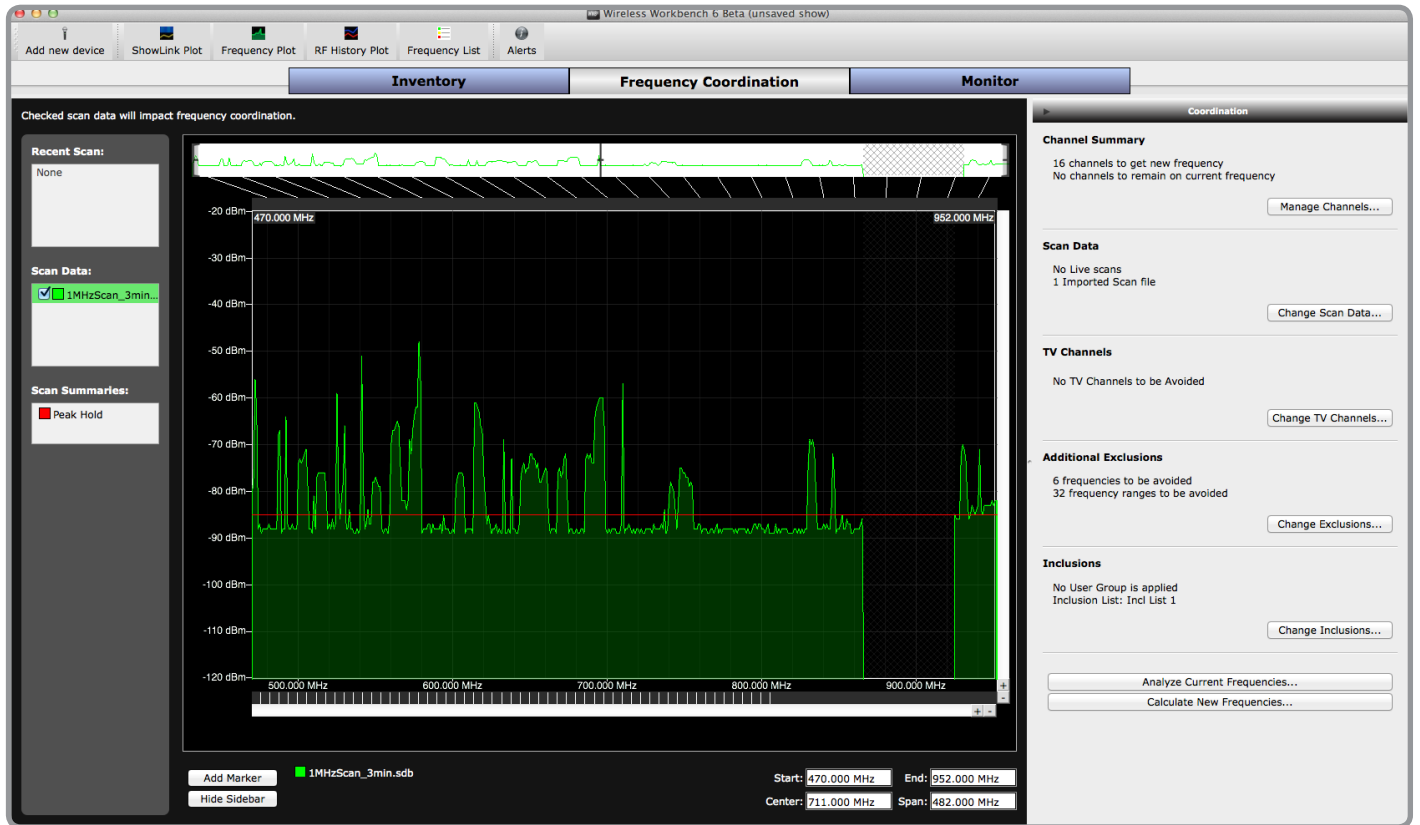 Wireless Workbench 6 Beta (unsaved show)
Add new device
ShowLink Plot
Frequency Plot
RF History Plot
Frequency List
Alerts
Inventory
Frequency Coordination
Monitor
Checked scan data will impact frequency coordination.
Recent Scan:
None
Scan Data:
1MHzScan_3min...
Scan Summaries:
Peak Hold
470.000 MHz
952.000 MHz
-20 dBm
-30 dBm
-40 dBm
-50 dBm
-60 dBm
-70 dBm
-80 dBm
-90 dBm
-100 dBm
-110 dBm
-120 dBm
500.000 MHz
600.000 MHz
700.000 MHz
800.000 MHz
900.000 MHz
+
-
+ -
Add Marker
Hide Sidebar
1MHzScan_3min.sdb
Start: 470.000 MHz End: 952.000 MHz
Center: 711.000 MHz Span: 482.000 MHz
Coordination
Channel Summary
16 channels to get new frequency
No channels to remain on current frequency
Manage Channels...
Scan Data
No Live scans
1 Imported Scan file
Change Scan Data...
TV Channels
No TV Channels to be Avoided
Change TV Channels...
Additional Exclusions
6 frequencies to be avoided
32 frequency ranges to be avoided
Change Exclusions...
Inclusions
No User Group is applied
Inclusion List: Incl List 1
Change Inclusions...
Analyze Current Frequencies...
Calculate New Frequencies...